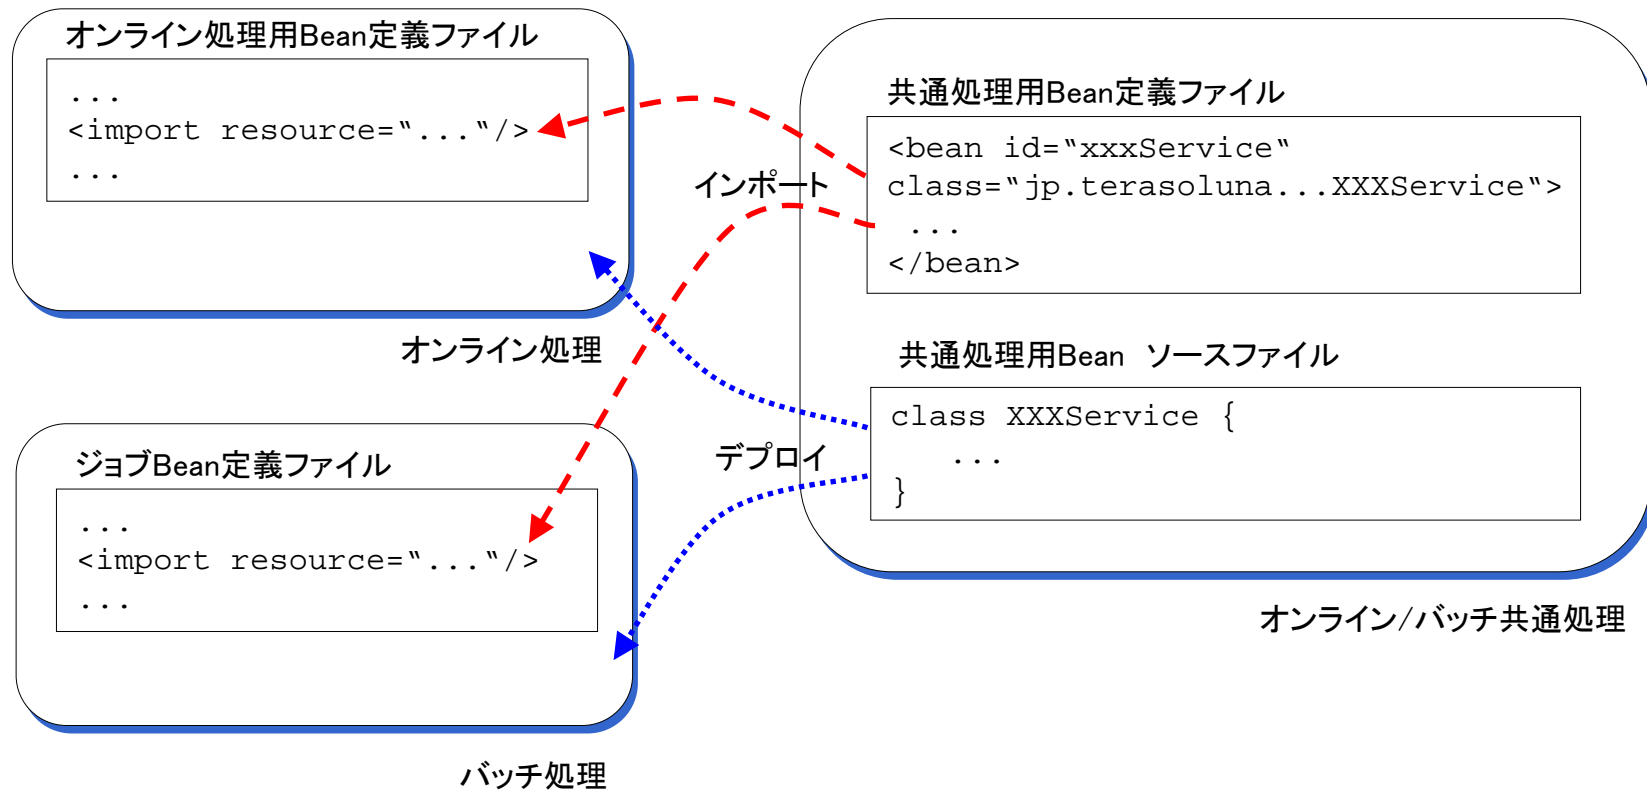 オンライン処理用Bean定義ファイル
...
<import resource=“...“/>
...
オンライン処理
ジョブBean定義ファイル
...
<import resource=“...“/>
...
バッチ処理
インポート
デプロイ
共通処理用Bean定義ファイル
<bean id=“xxxService“
class=“jp.terasoluna...XXXService“>
...
</bean>
共通処理用Bean ソースファイル
class XXXService {
...
}
オンライン/バッチ共通処理